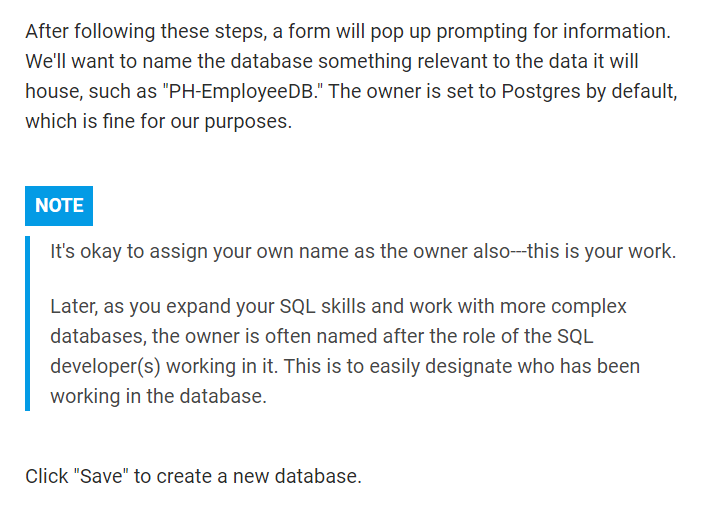 After following these steps, a form will pop up prompting for information.
We'll want to name the database something relevant to the data it will
house, such as "PH-EmployeeDB." The owner is set to Postgres by default,
which is fine for our purposes.
NOTE
It's okay to assign your own name as the owner also---this is your work.
Later, as you expand your SQL skills and work with more complex
databases, the owner is often named after the role of the SQL
developer(s) working in it. This is to easily designate who has been
working in the database.
Click "Save" to create a new database.